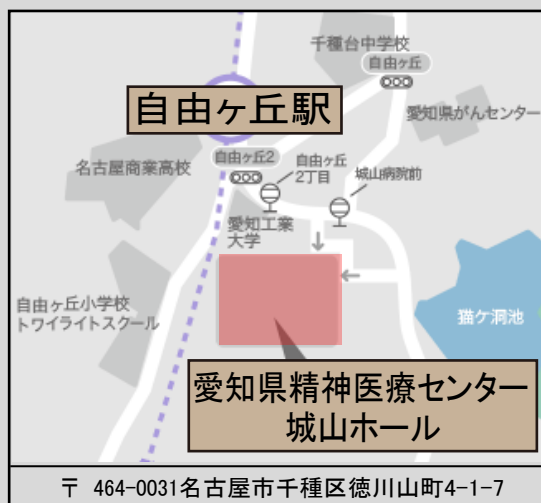 千種台中学校
自由ヶ丘
自由ヶ丘駅
愛知県がんセンター
自由ヶ丘2
名古屋商業高校
自由ヶ丘
2丁目
城山病院前
愛知工業
大学
自由ヶ丘小学校
トワイライトスクール
猫ケ洞池
愛知県精神医療センター
城山ホール
〒 464-0031名古屋市千種区徳川山町4-1-7